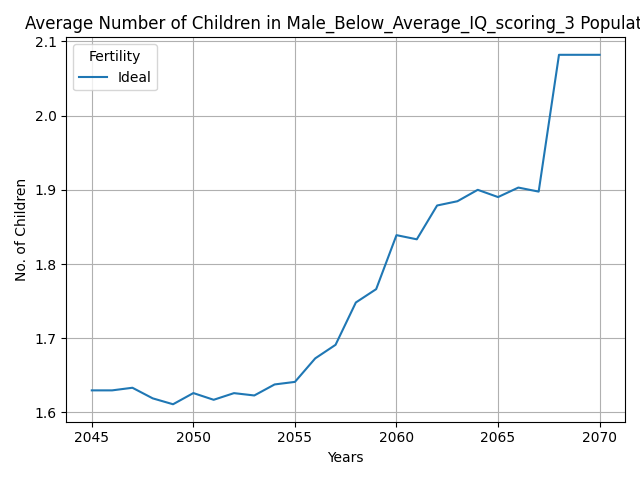 Average Number of Children in Male_Below_Average_IQ_scoring_3 Populat
2.1
2.0
1.9
1.8
1.7
1.6
No. of Children
Fertility
Ideal
2045 2050 2055 2060 2065 2070
Years